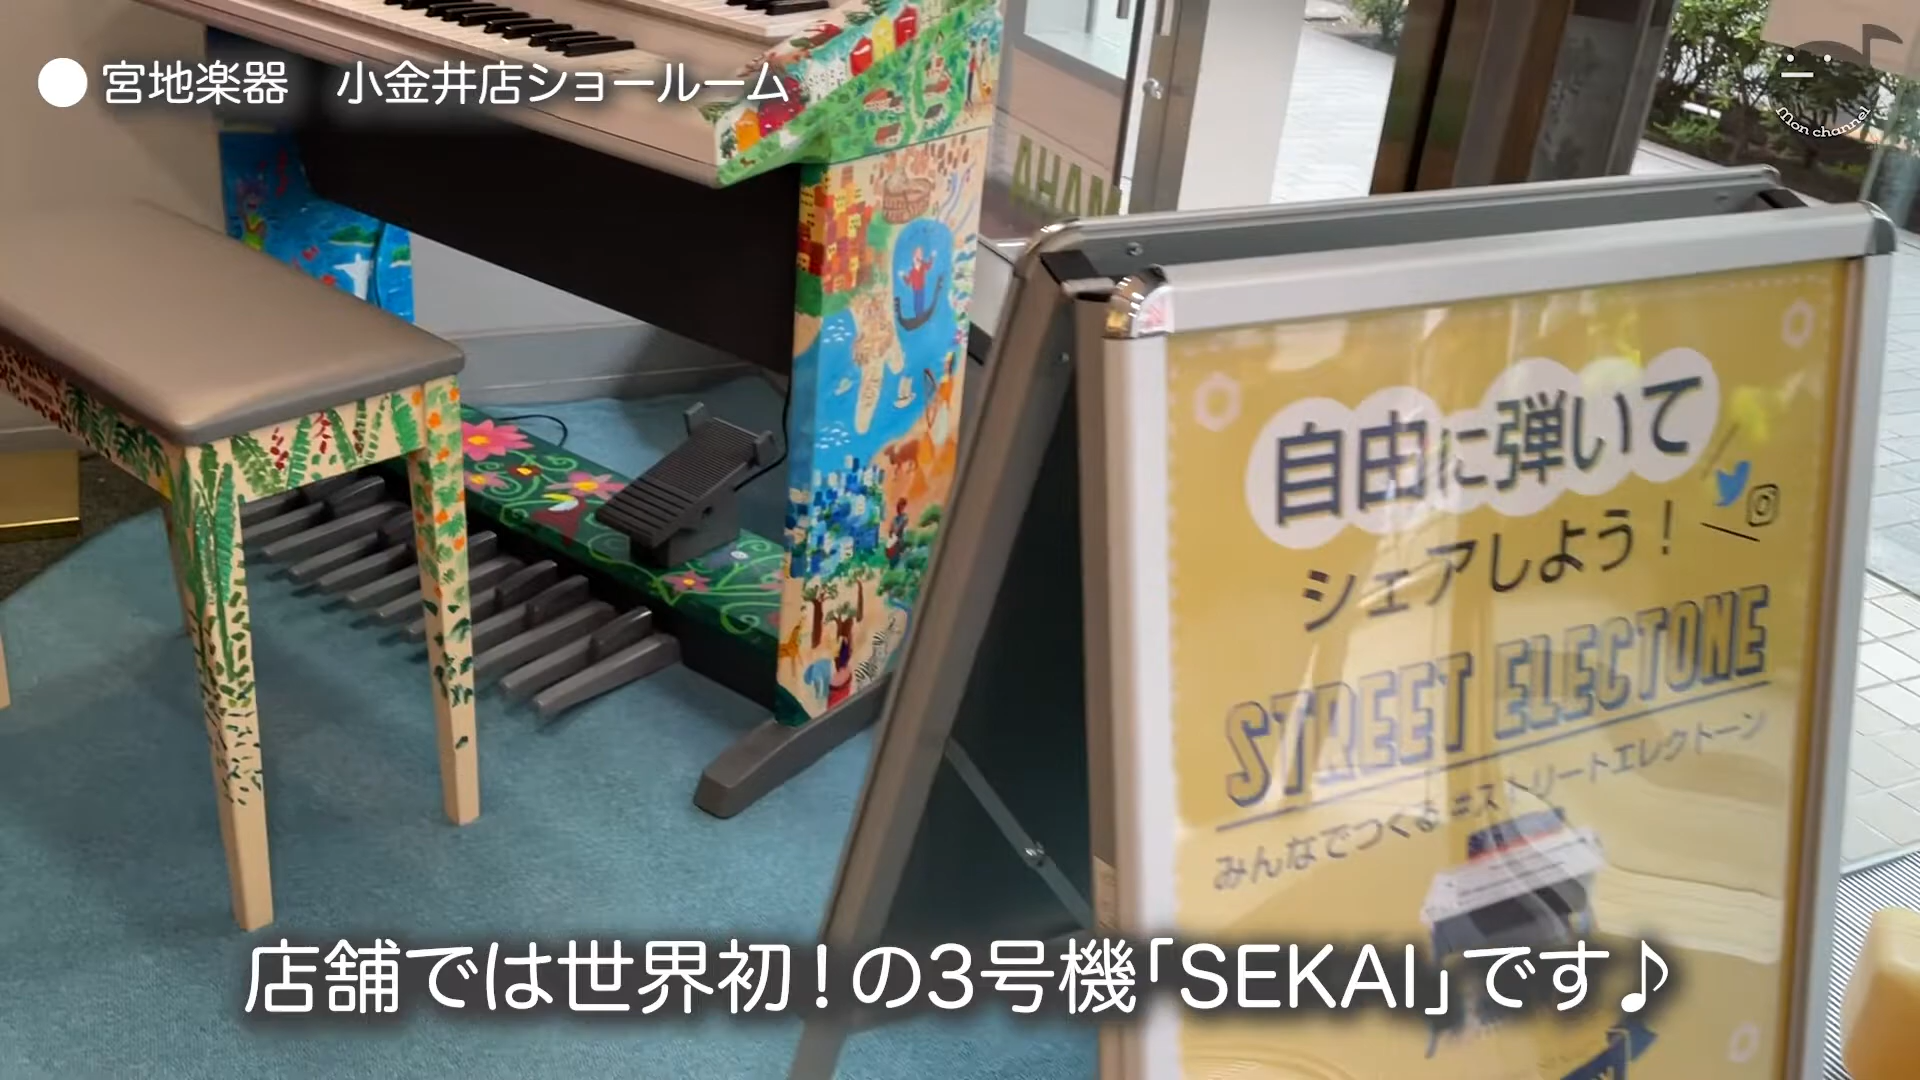 宮地楽器　小金井店ショールーム
Mon channel
自由に弾いて
シェアしよう！
STREET ELECTONE
みんなでつくる #ストリートエレクトーン
店舗では世界初！の3号機「SEKAI」です♪